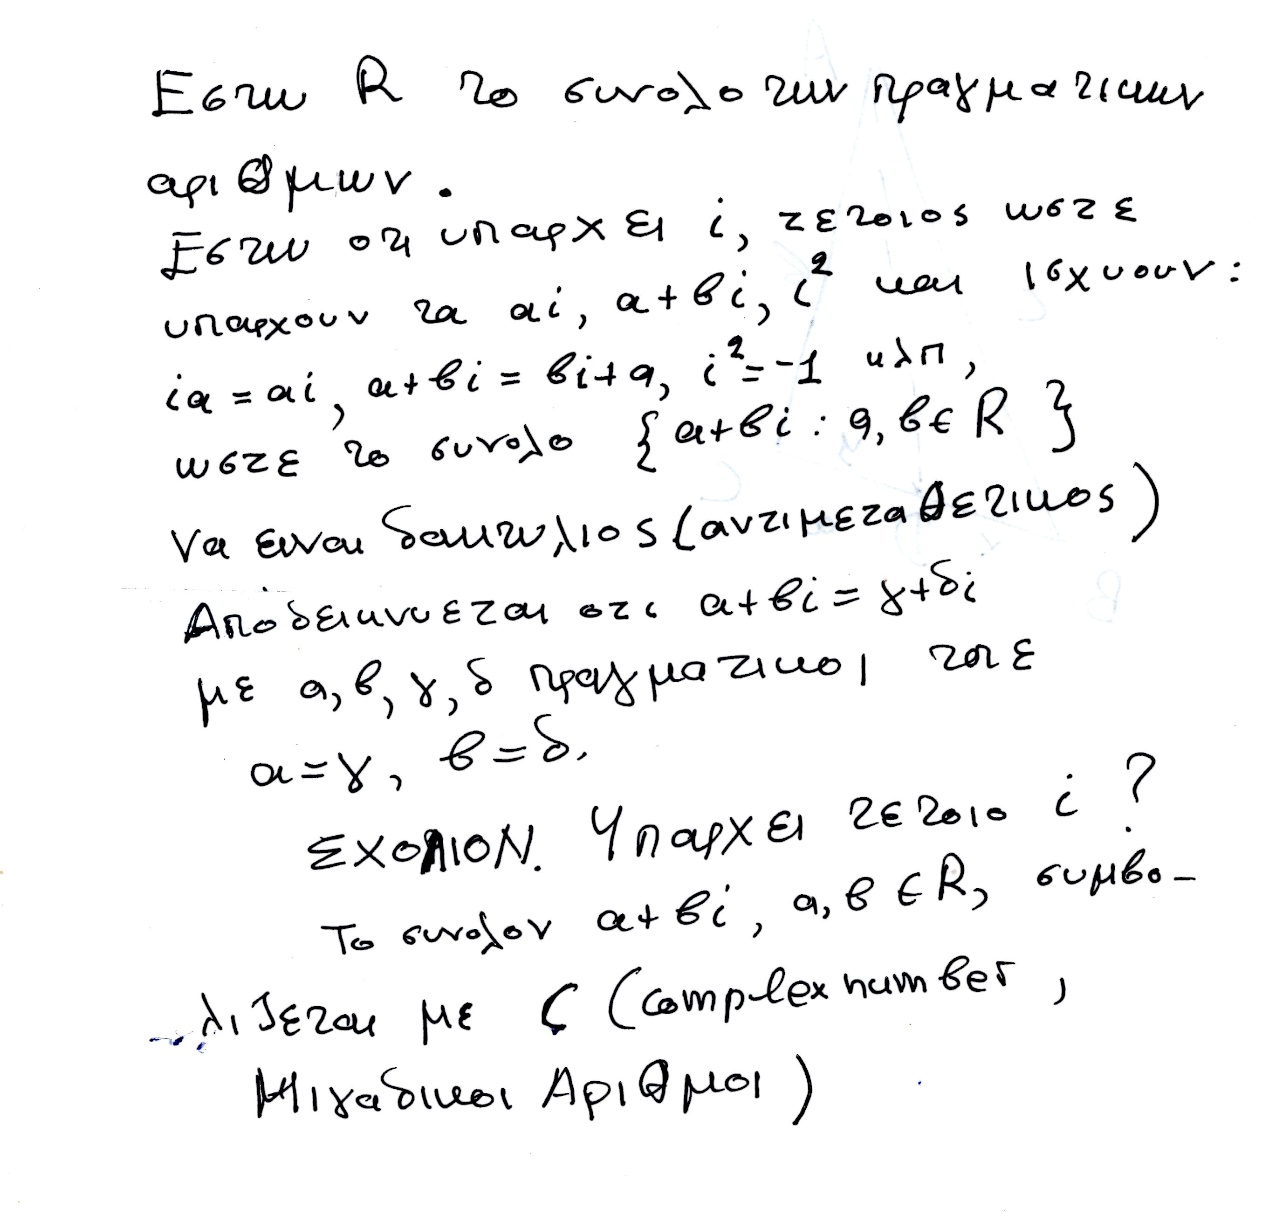 Εστω R το συνολο των πραγματικων
αριθμων.
Εστω οτι υπαρχει i, τετοιος ωστε
υπαρχουν τα αi, α+βi, i² και ισχυουν:
iα = αi, α+βi = βi+α, i²=-1 κλπ,
ωστε το συνολο {α+βi : α, β∈R}
να ειναι δακτυλιος (αντιμεταθετικος)
Αποδεικνυεται οτι α+βi = γ+δi
με α, β, γ, δ πραγματικοι τοτε
α=γ, β=δ.
ΣΧΟΛΙΟΝ. Υπαρχει τετοιο i ?
Το συνολον α+βi, α, β ∈R, συμβο-
λιζεται με C (complex number,
Μιγαδικοι Αριθμοι)